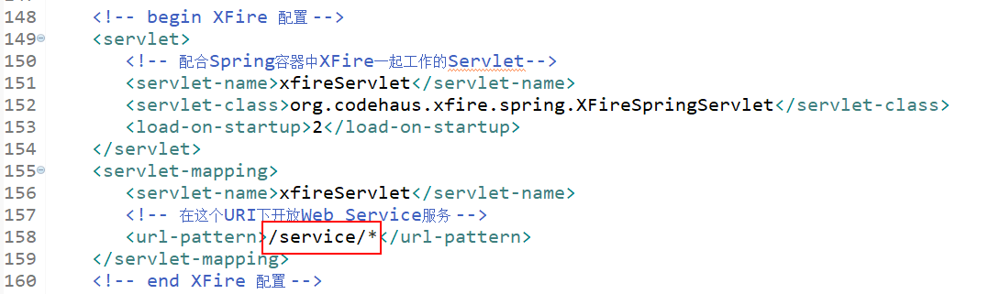 148 <!-- begin XFire 配置 -->
149 <servlet>
150 <!-- 配合Spring容器中XFire一起工作的Servlet-->
151 <servlet-name>xfireServlet</servlet-name>
152 <servlet-class>org.codehaus.xfire.spring.XFireSpringServlet</servlet-class>
153 <load-on-startup>2</load-on-startup>
154 </servlet>
155 <servlet-mapping>
156 <servlet-name>xfireServlet</servlet-name>
157 <!-- 在这个URI下开放Web Service服务 -->
158 <url-pattern>/service/*</url-pattern>
159 </servlet-mapping>
160 <!-- end XFire 配置 -->